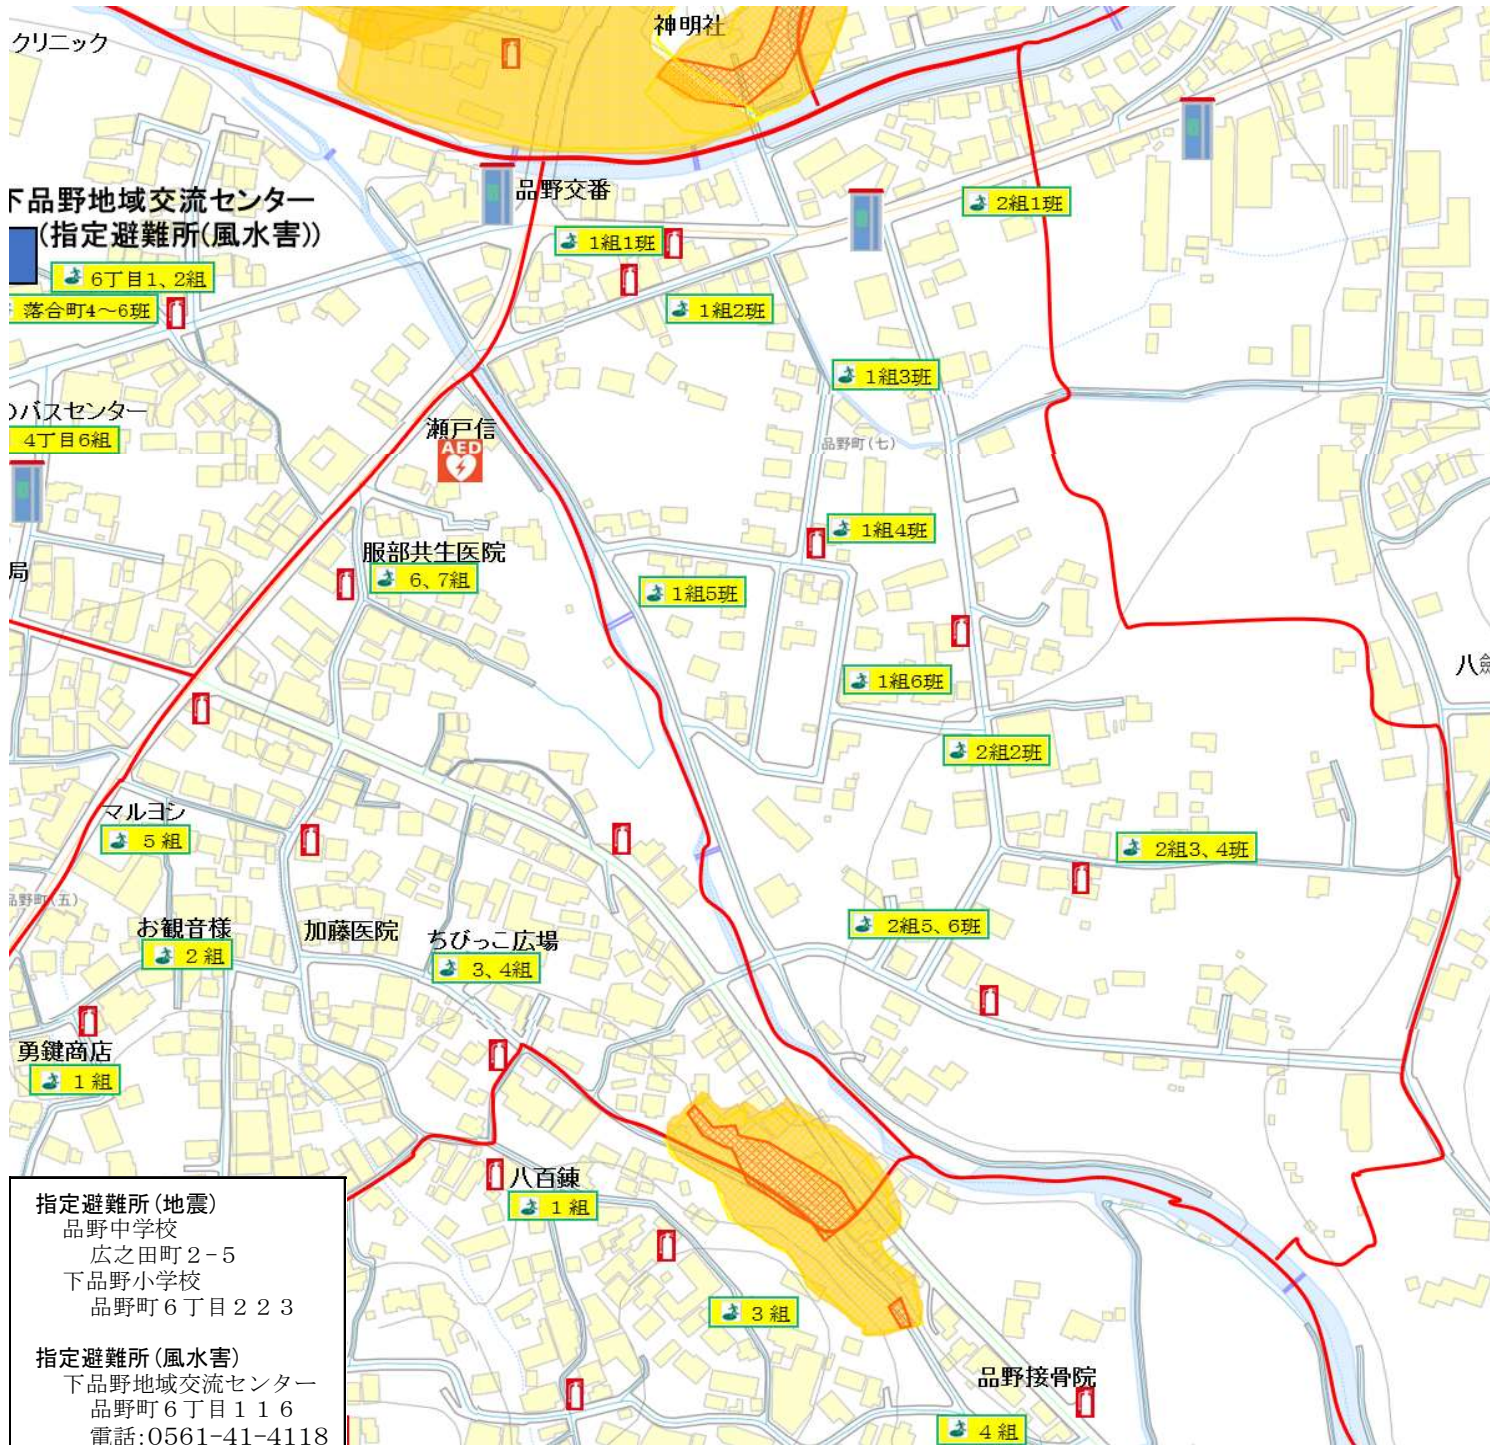 神明社
クリニック
品野交番
下品野地域交流センター
(指定避難所(風水害))
2組1班
1組1班
6丁目1、2組
落合町4～6班
1組2班
1組3班
のバスセンター
4丁目6組
瀬戸信
AED
品野町(七)
1組4班
服部共生医院
6、7組
局
1組5班
1組6班
2組2班
マルヨシ
5組
2組3、4班
品野町(五)
お観音様
2組
加藤医院
ちびっこ広場
3、4組
2組5、6班
勇鍵商店
1組
八百錬
1組
3組
品野接骨院
4組
指定避難所(地震)
品野中学校
広之田町2-5
下品野小学校
品野町6丁目223
指定避難所(風水害)
下品野地域交流センター
品野町6丁目116
電話:0561-41-4118